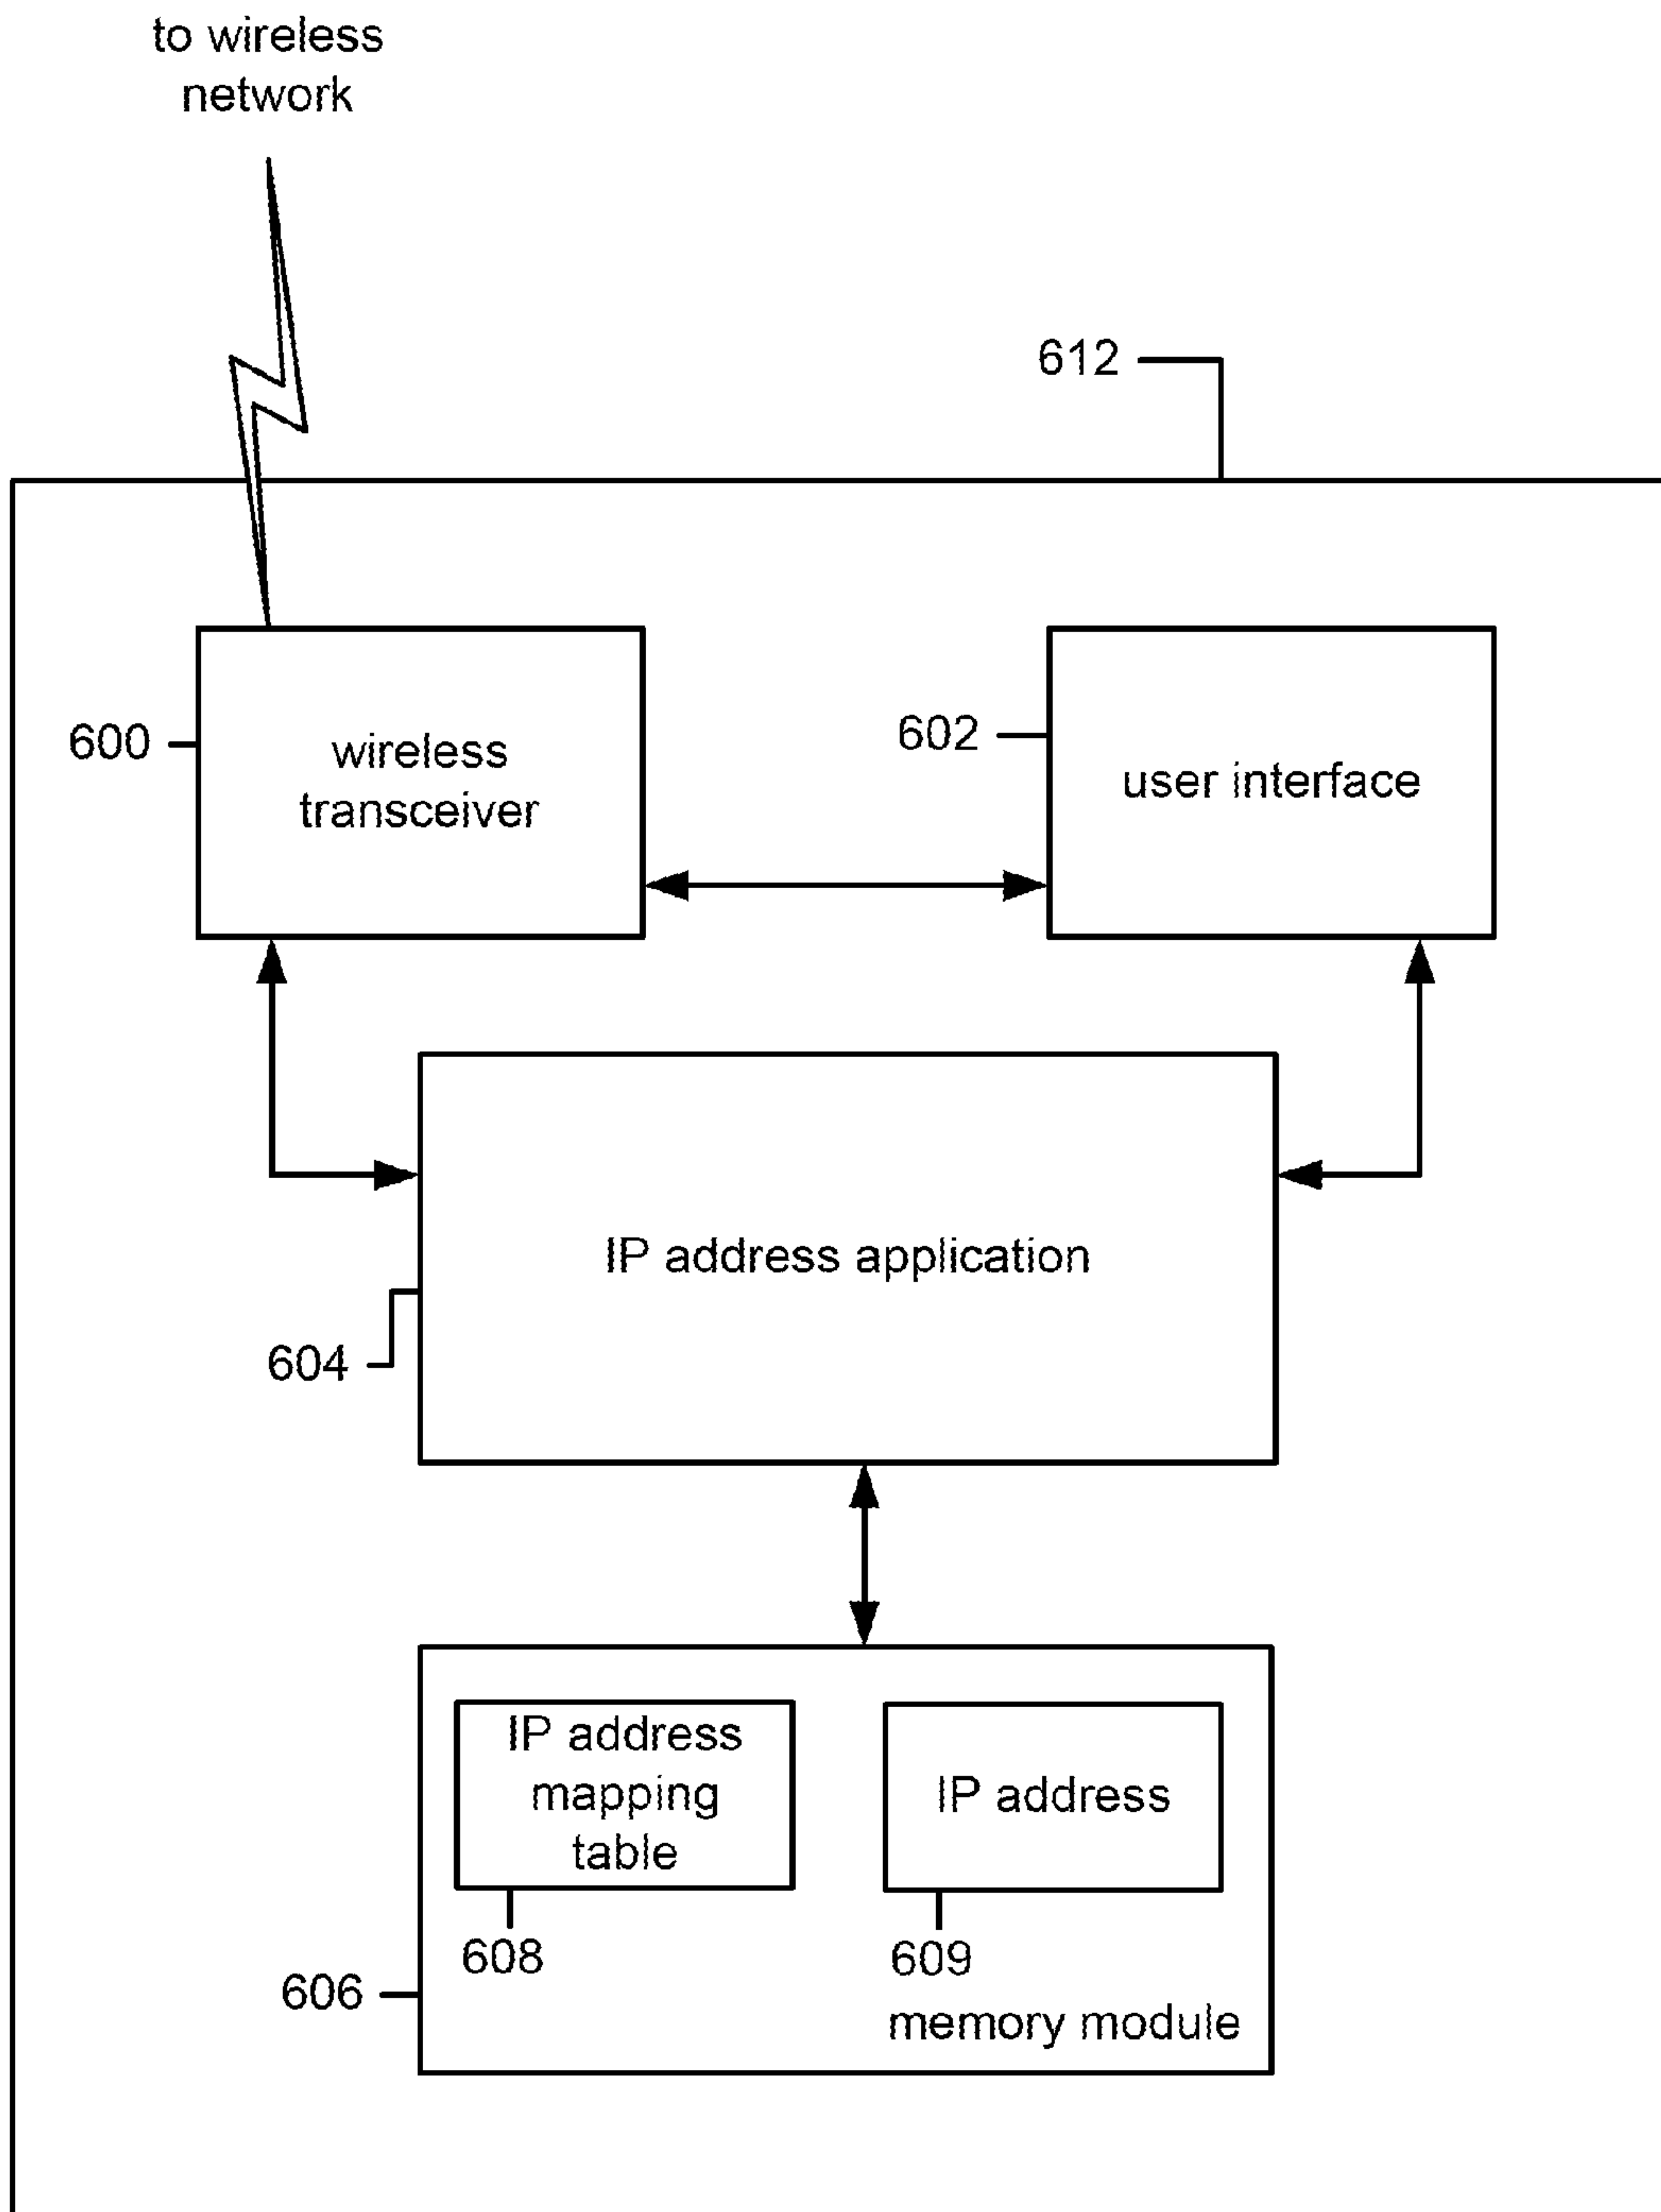 to wireless
network
612
600
wireless
transceiver
602
user interface
IP address application
604
IP address
mapping
table
IP address
608
609
606
memory module